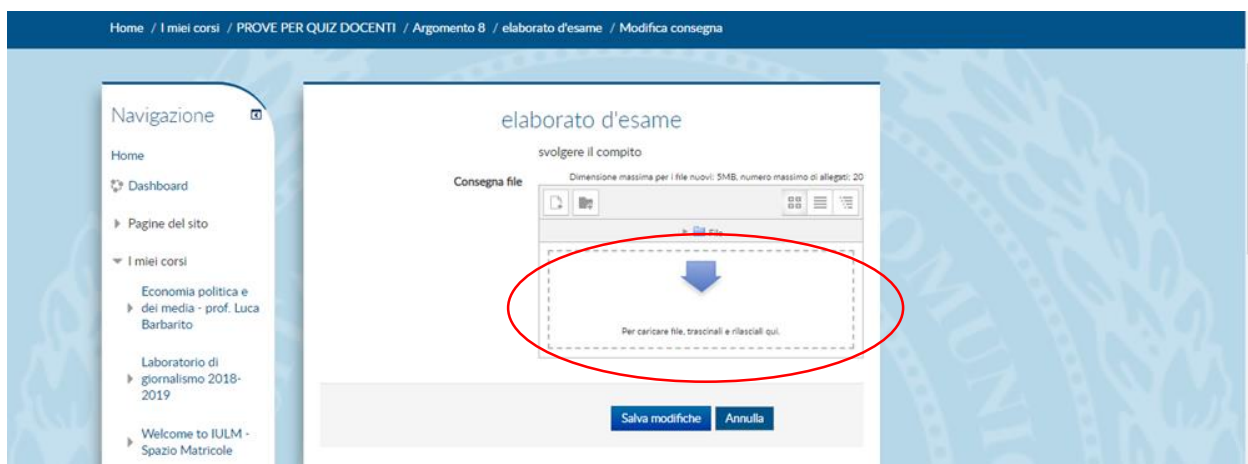 Home / I miei corsi / PROVE PER QUIZ DOCENTI / Argomento 8 / elaborato d'esame / Modifica consegna
Navigazione
Home
Dashboard
Pagine del sito
I miei corsi
Economia politica e
dei media - prof. Luca
Barbarito
Laboratorio di
giornalismo 2018-
2019
Welcome to IULM -
Spazio Matricole
elaborato d'esame
svolgere il compito
Consegna file
Dimensione massima per i file nuovi: 5MB, numero massimo di allegati: 20
File
Per caricare file, trascinali e rilasciali qui.
Salva modifiche
Annulla